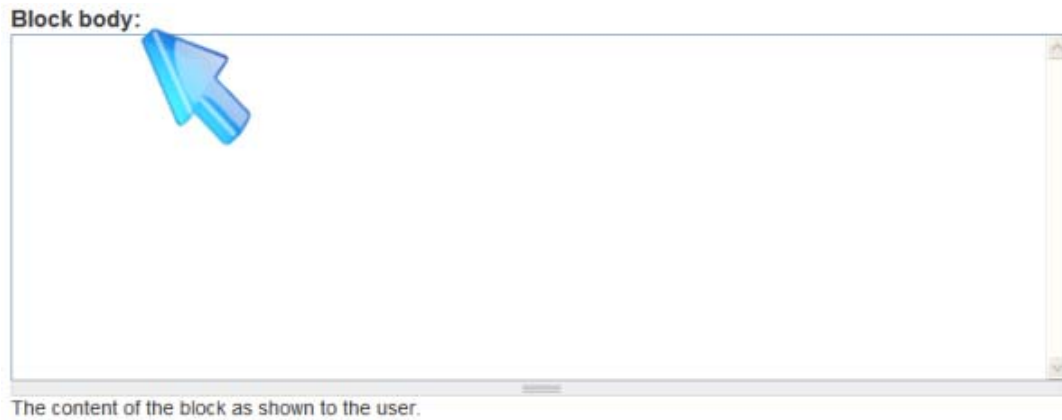 Block body:
The content of the block as shown to the user.